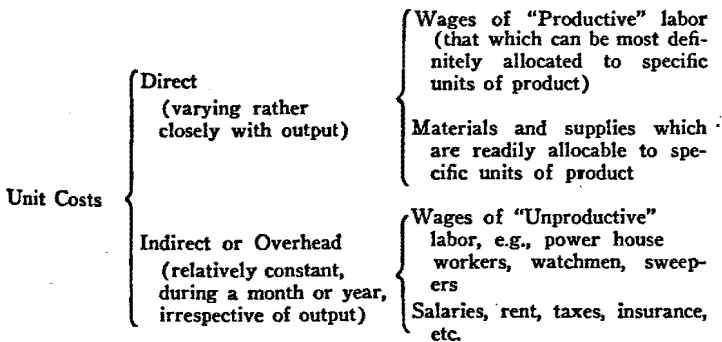 Unit Costs
Direct
(varying rather
closely with output)
Wages of “Productive” labor
(that which can be most defi-
nitely allocated to specific
units of product)
Materials and supplies which
are readily allocable to spe-
cific units of product
Indirect or Overhead
(relatively constant,
during a month or year,
irrespective of output)
Wages of “Unproductive”
labor, e.g., power house
workers, watchmen, sweep-
ers
Salaries, rent, taxes, insurance,
etc.